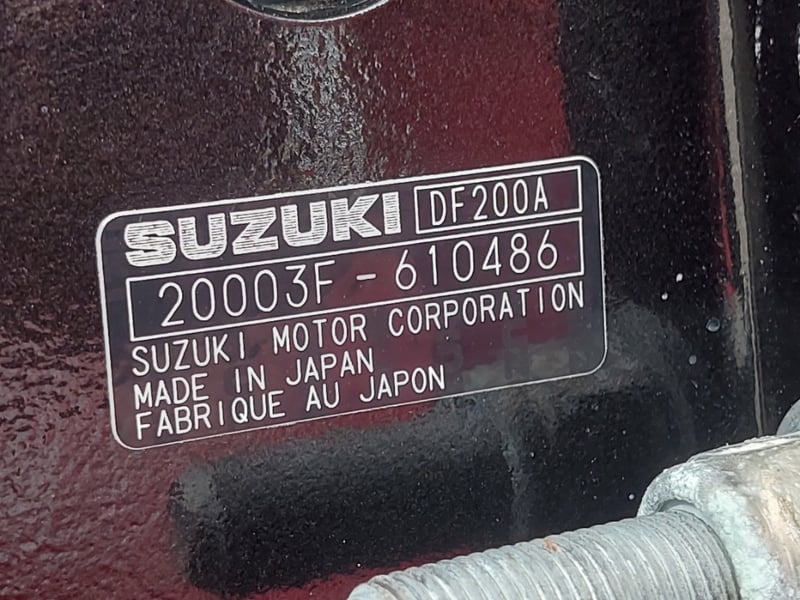 SUZUKI DF200A
20003F-610486
SUZUKI MOTOR CORPORATION
MADE IN JAPAN
FABRIQUE AU JAPON